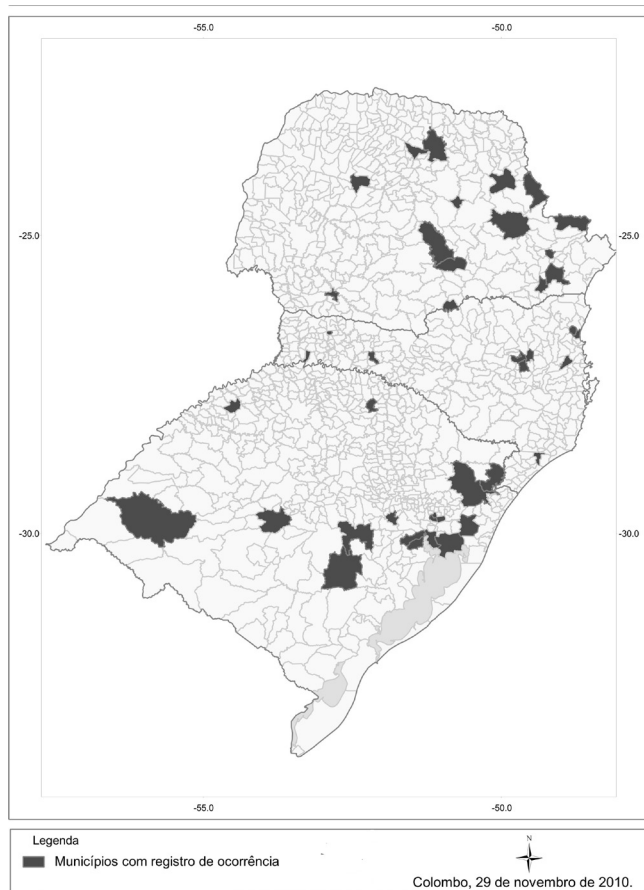 -55.0 -50.0
-25.0 -25.0
-30.0 -30.0
-55.0 -50.0
Legenda
Municípios com registro de ocorrência
N
Colombo, 29 de novembro de 2010.